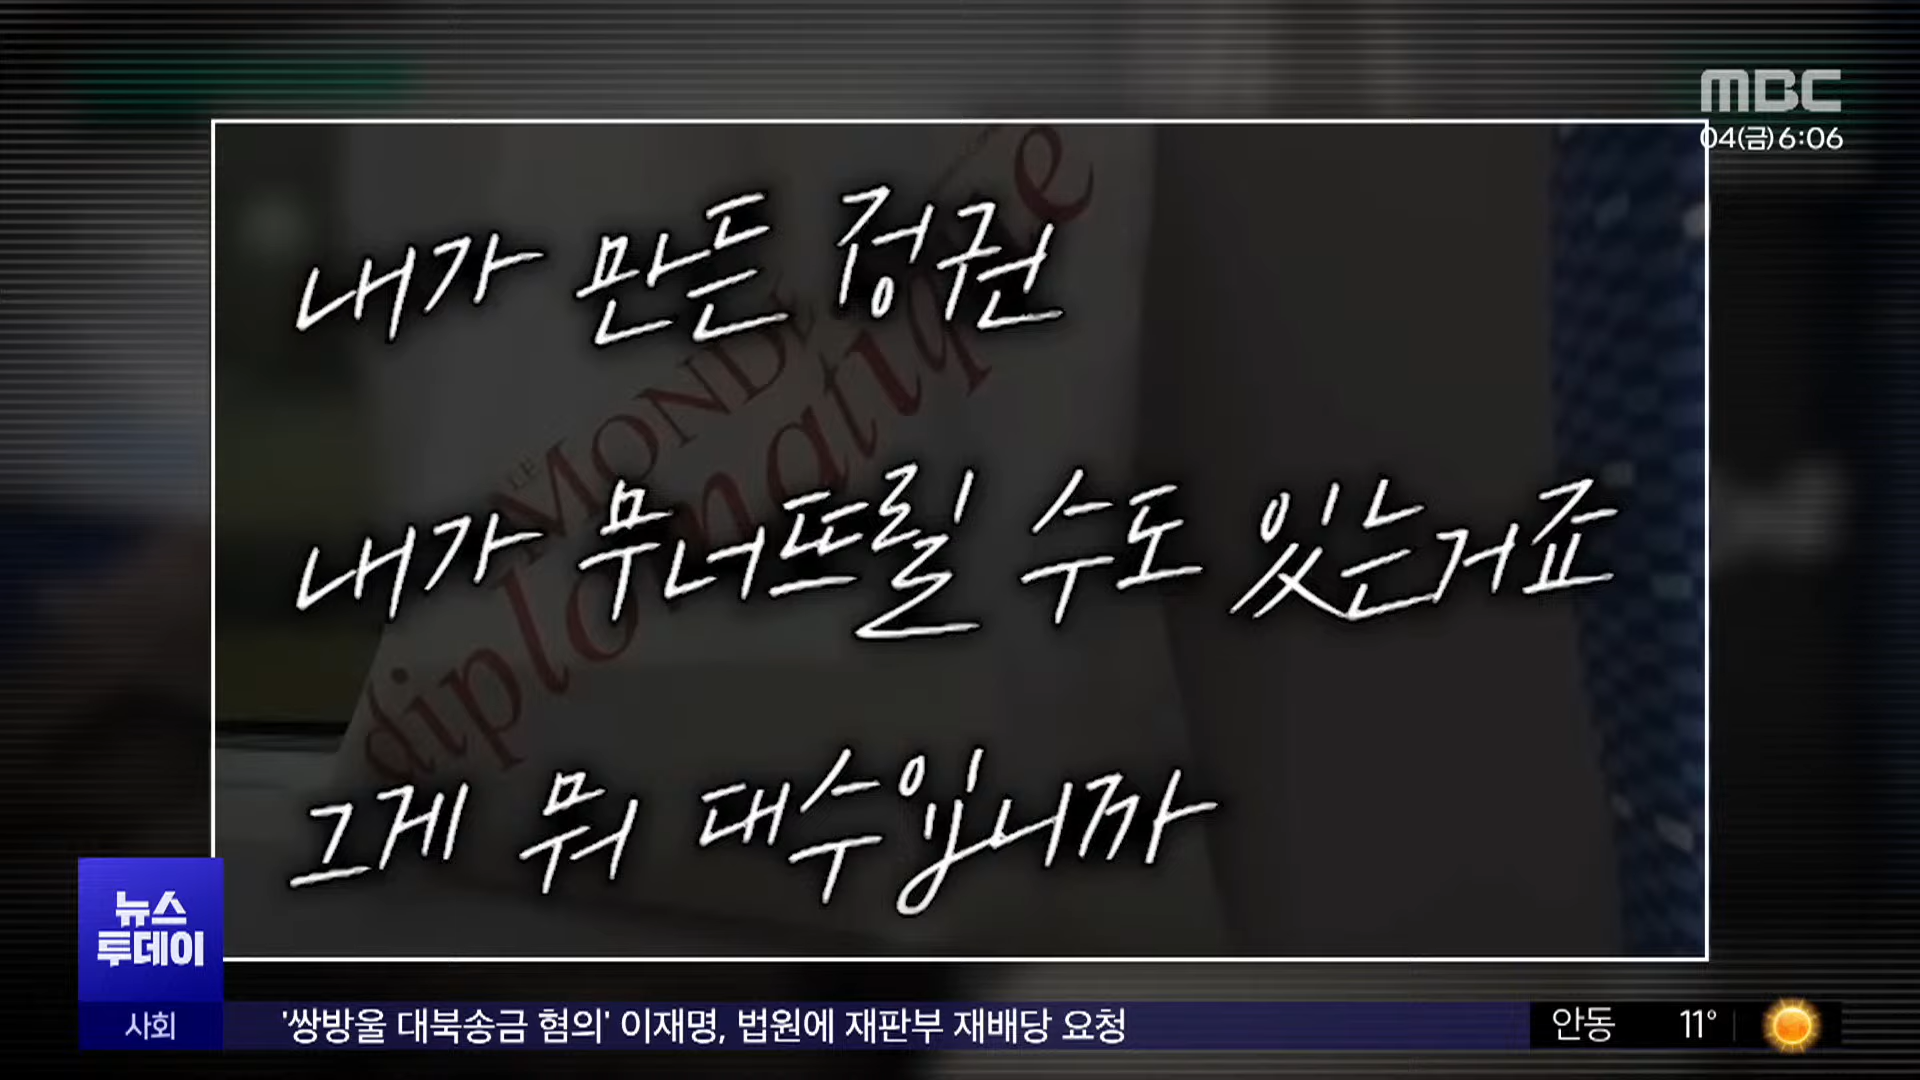 MBC
04(금)6:06
내가 만든 정권
내가 무너뜨릴 수도 있는거죠
그게 뭐 대수입니까
LE MONDE
diplomatique
뉴스
투데이
사회
'쌍방울 대북송금 혐의' 이재명, 법원에 재판부 재배당 요청
안동 11°